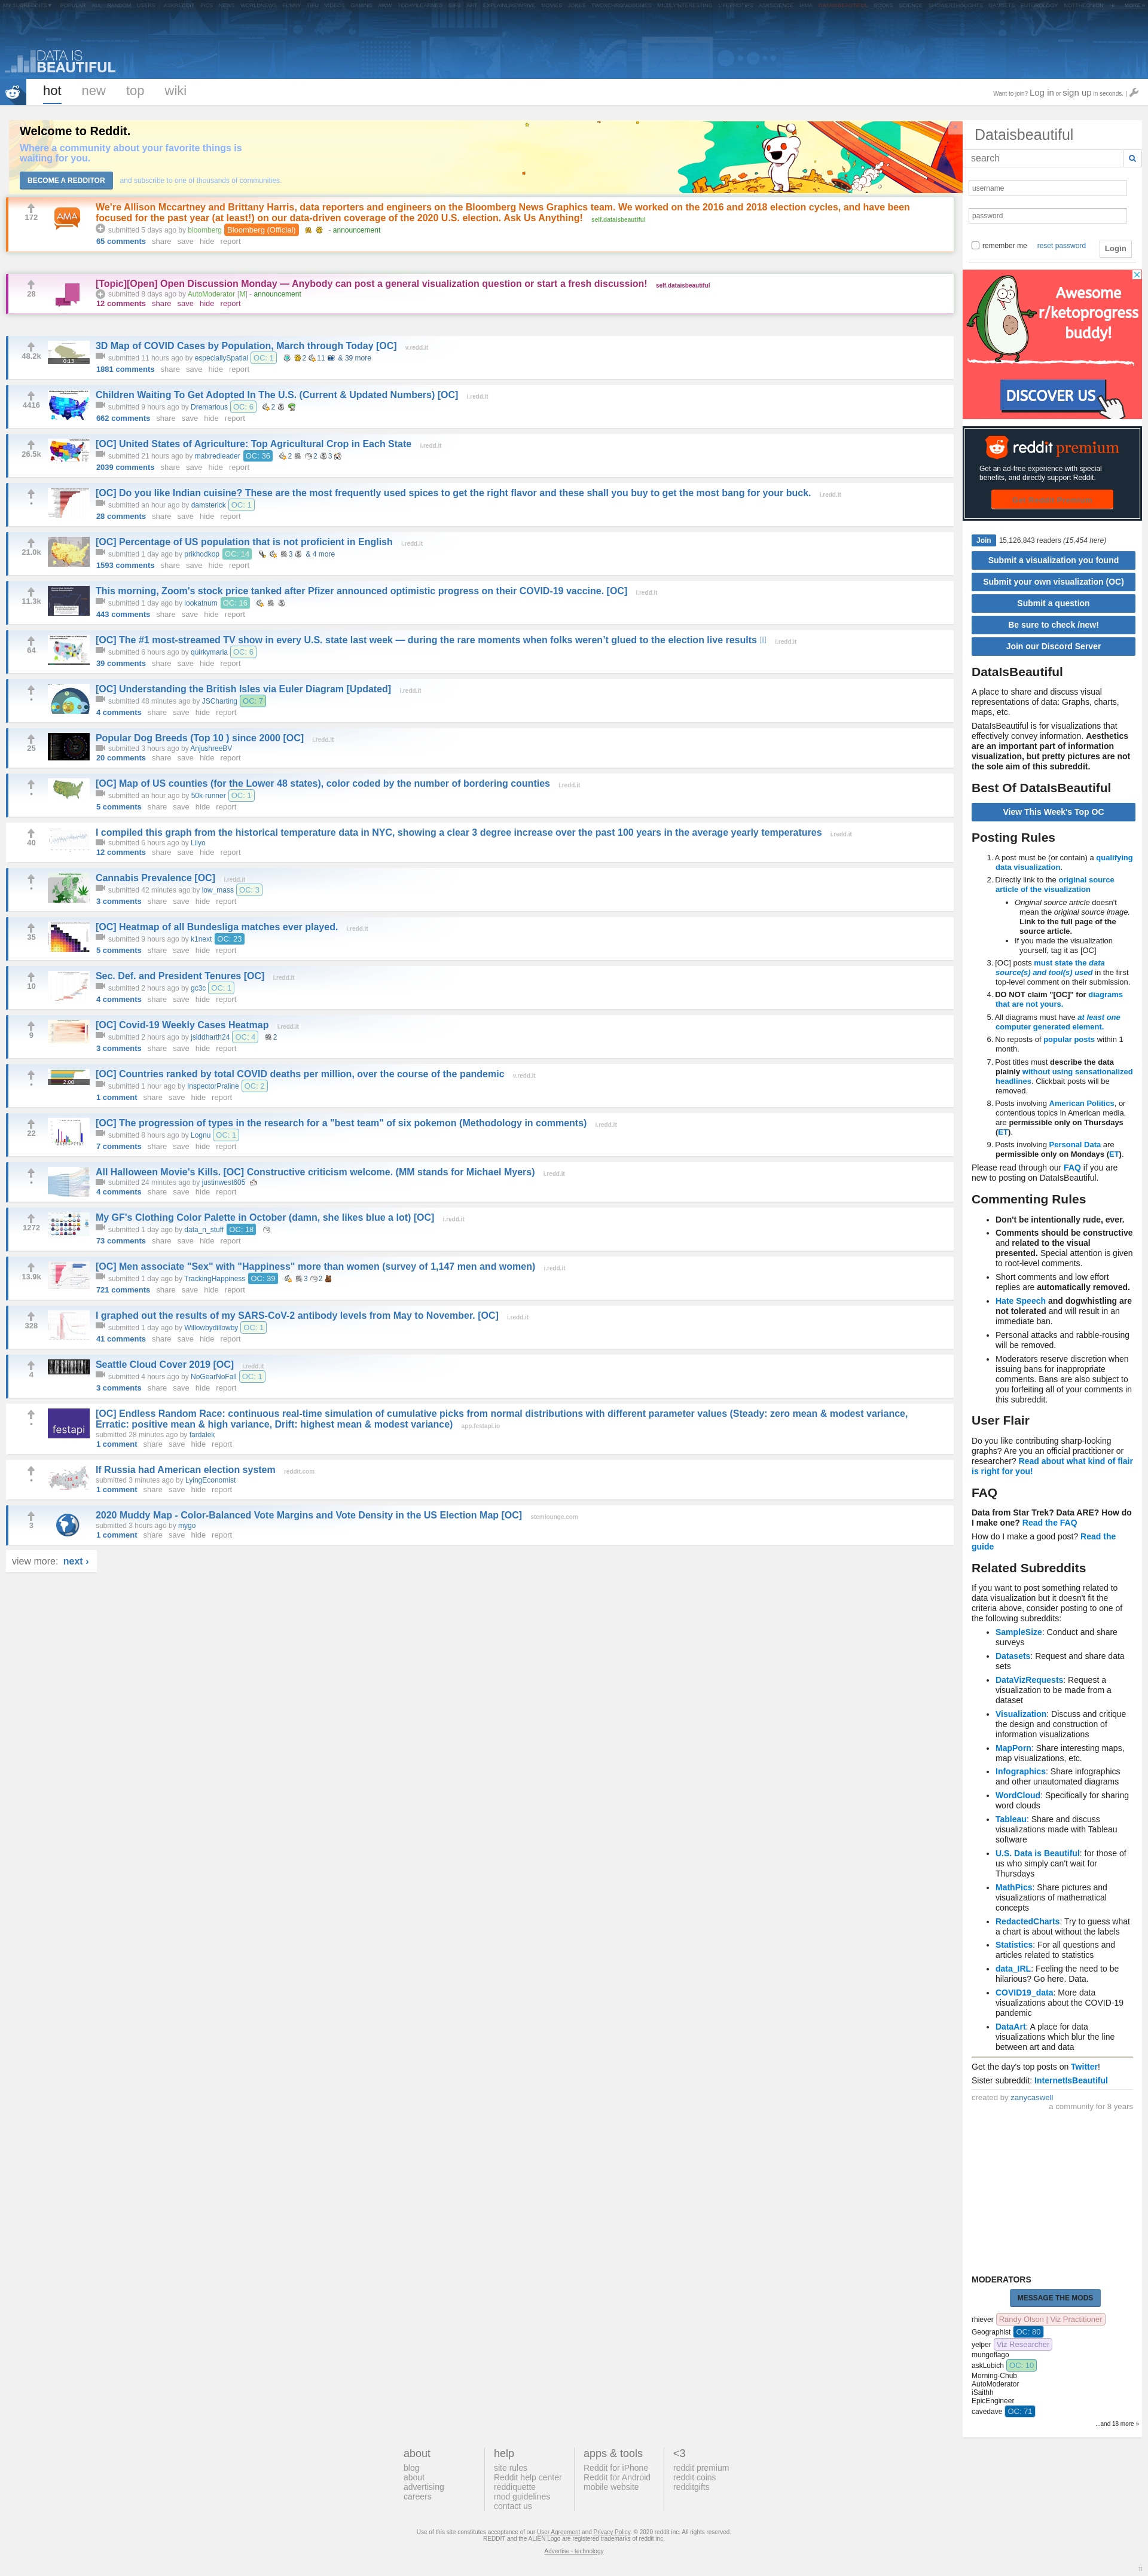 DATA IS
BEAUTIFUL
hot new top wiki
Want to join? Log in or sign up in seconds. |
Welcome to Reddit.
Where a community about your favorite things is
waiting for you.
BECOME A REDDITOR and subscribe to one of thousands of communities.
172
AMA
We're Allison Mccartney and Brittany Harris, data reporters and engineers on the Bloomberg News Graphics team. We worked on the 2016 and 2018 election cycles, and have been
focused for the past year (at least!) on our data-driven coverage of the 2020 U.S. election. Ask Us Anything! self.dataisbeautiful
submitted 5 days ago by bloomberg Bloomberg (Official) - announcement
65 comments share save hide report
28
[Topic][Open] Open Discussion Monday — Anybody can post a general visualization question or start a fresh discussion! self.dataisbeautiful
submitted 8 days ago by AutoModerator [M] - announcement
12 comments share save hide report
48.2k
3D Map of COVID Cases by Population, March through Today [OC] v.redd.it
submitted 11 hours ago by especiallySpatial OC: 1 2 11 & 39 more
1881 comments share save hide report
4416
Children Waiting To Get Adopted In The U.S. (Current & Updated Numbers) [OC] i.redd.it
submitted 9 hours ago by Dremarious OC: 6 2
662 comments share save hide report
26.5k
[OC] United States of Agriculture: Top Agricultural Crop in Each State i.redd.it
submitted 21 hours ago by malxredleader OC: 36 2 2 3
2039 comments share save hide report
•
[OC] Do you like Indian cuisine? These are the most frequently used spices to get the right flavor and these shall you buy to get the most bang for your buck. i.redd.it
submitted an hour ago by damsterick OC: 1
28 comments share save hide report
21.0k
[OC] Percentage of US population that is not proficient in English i.redd.it
submitted 1 day ago by prikhodkop OC: 14 3 & 4 more
1593 comments share save hide report
11.3k
This morning, Zoom's stock price tanked after Pfizer announced optimistic progress on their COVID-19 vaccine. [OC] i.redd.it
submitted 1 day ago by lookatnum OC: 16
443 comments share save hide report
64
[OC] The #1 most-streamed TV show in every U.S. state last week — during the rare moments when folks weren't glued to the election live results i.redd.it
submitted 6 hours ago by quirkymaria OC: 6
39 comments share save hide report
•
[OC] Understanding the British Isles via Euler Diagram [Updated] i.redd.it
submitted 48 minutes ago by JSCharting OC: 7
4 comments share save hide report
25
Popular Dog Breeds (Top 10 ) since 2000 [OC] i.redd.it
submitted 3 hours ago by AnjushreeBV
20 comments share save hide report
•
[OC] Map of US counties (for the Lower 48 states), color coded by the number of bordering counties i.redd.it
submitted an hour ago by 50k-runner OC: 1
5 comments share save hide report
40
I compiled this graph from the historical temperature data in NYC, showing a clear 3 degree increase over the past 100 years in the average yearly temperatures i.redd.it
submitted 6 hours ago by Lilyo
12 comments share save hide report
•
Cannabis Prevalence [OC] i.redd.it
submitted 42 minutes ago by low_mass OC: 3
3 comments share save hide report
35
[OC] Heatmap of all Bundesliga matches ever played. i.redd.it
submitted 9 hours ago by k1next OC: 23
5 comments share save hide report
10
Sec. Def. and President Tenures [OC] i.redd.it
submitted 2 hours ago by gc3c OC: 1
4 comments share save hide report
9
[OC] Covid-19 Weekly Cases Heatmap i.redd.it
submitted 2 hours ago by jsiddharth24 OC: 4 2
3 comments share save hide report
•
[OC] Countries ranked by total COVID deaths per million, over the course of the pandemic v.redd.it
submitted 1 hour ago by InspectorPraline OC: 2
1 comment share save hide report
22
[OC] The progression of types in the research for a "best team" of six pokemon (Methodology in comments) i.redd.it
submitted 8 hours ago by Lognu OC: 1
7 comments share save hide report
•
All Halloween Movie's Kills. [OC] Constructive criticism welcome. (MM stands for Michael Myers) i.redd.it
submitted 24 minutes ago by justinwest605
4 comments share save hide report
1272
My GF's Clothing Color Palette in October (damn, she likes blue a lot) [OC] i.redd.it
submitted 1 day ago by data_n_stuff OC: 18
73 comments share save hide report
13.9k
[OC] Men associate "Sex" with "Happiness" more than women (survey of 1,147 men and women) i.redd.it
submitted 1 day ago by TrackingHappiness OC: 39 3 2
721 comments share save hide report
328
I graphed out the results of my SARS-CoV-2 antibody levels from May to November. [OC] i.redd.it
submitted 1 day ago by Willowbydillowby OC: 1
41 comments share save hide report
4
Seattle Cloud Cover 2019 [OC] i.redd.it
submitted 4 hours ago by NoGearNoFall OC: 1
3 comments share save hide report
•
festapi
[OC] Endless Random Race: continuous real-time simulation of cumulative picks from normal distributions with different parameter values (Steady: zero mean & modest variance,
Erratic: positive mean & high variance, Drift: highest mean & modest variance) app.festapi.io
submitted 28 minutes ago by fardalek
1 comment share save hide report
•
If Russia had American election system reddit.com
submitted 3 minutes ago by LyingEconomist
1 comment share save hide report
3
2020 Muddy Map - Color-Balanced Vote Margins and Vote Density in the US Election Map [OC] stemlounge.com
submitted 3 hours ago by mygo
1 comment share save hide report
view more: next ›
Dataisbeautiful
search
username
password
remember me reset password Login
Awesome
r/ketoprogress
buddy!
DISCOVER US
reddit premium
Get an ad-free experience with special
benefits, and directly support Reddit.
Join 15,126,843 readers (15,454 here)
Submit a visualization you found
Submit your own visualization (OC)
Submit a question
Be sure to check /new!
Join our Discord Server
DataIsBeautiful
A place to share and discuss visual
representations of data: Graphs, charts,
maps, etc.
DataIsBeautiful is for visualizations that
effectively convey information. Aesthetics
are an important part of information
visualization, but pretty pictures are not
the sole aim of this subreddit.
Best Of DataIsBeautiful
View This Week's Top OC
Posting Rules
1. A post must be (or contain) a qualifying
data visualization.
2. Directly link to the original source
article of the visualization
• Original source article doesn't
mean the original source image.
Link to the full page of the
source article.
• If you made the visualization
yourself, tag it as [OC]
3. [OC] posts must state the data
source(s) and tool(s) used in the first
top-level comment on their submission.
4. DO NOT claim "[OC]" for diagrams
that are not yours.
5. All diagrams must have at least one
computer generated element.
6. No reposts of popular posts within 1
month.
7. Post titles must describe the data
plainly without using sensationalized
headlines. Clickbait posts will be
removed.
8. Posts involving American Politics, or
contentious topics in American media,
are permissible only on Thursdays
(ET).
9. Posts involving Personal Data are
permissible only on Mondays (ET).
Please read through our FAQ if you are
new to posting on DataIsBeautiful.
Commenting Rules
• Don't be intentionally rude, ever.
• Comments should be constructive
and related to the visual
presented. Special attention is given
to root-level comments.
• Short comments and low effort
replies are automatically removed.
• Hate Speech and dogwhistling are
not tolerated and will result in an
immediate ban.
• Personal attacks and rabble-rousing
will be removed.
• Moderators reserve discretion when
issuing bans for inappropriate
comments. Bans are also subject to
you forfeiting all of your comments in
this subreddit.
User Flair
Do you like contributing sharp-looking
graphs? Are you an official practitioner or
researcher? Read about what kind of flair
is right for you!
FAQ
Data from Star Trek? Data ARE? How do
I make one? Read the FAQ
How do I make a good post? Read the
guide
Related Subreddits
If you want to post something related to
data visualization but it doesn't fit the
criteria above, consider posting to one of
the following subreddits:
• SampleSize: Conduct and share
surveys
• Datasets: Request and share data
sets
• DataVizRequests: Request a
visualization to be made from a
dataset
• Visualization: Discuss and critique
the design and construction of
information visualizations
• MapPorn: Share interesting maps,
map visualizations, etc.
• Infographics: Share infographics
and other unautomated diagrams
• WordCloud: Specifically for sharing
word clouds
• Tableau: Share and discuss
visualizations made with Tableau
software
• U.S. Data is Beautiful: for those of
us who simply can't wait for
Thursdays
• MathPics: Share pictures and
visualizations of mathematical
concepts
• RedactedCharts: Try to guess what
a chart is about without the labels
• Statistics: For all questions and
articles related to statistics
• data_IRL: Feeling the need to be
hilarious? Go here. Data.
• COVID19_data: More data
visualizations about the COVID-19
pandemic
• DataArt: A place for data
visualizations which blur the line
between art and data
Get the day's top posts on Twitter!
Sister subreddit: InternetIsBeautiful
created by zanycaswell
a community for 8 years
MODERATORS
MESSAGE THE MODS
rhiever Randy Olson | Viz Practitioner
Geographist OC: 80
yelper Viz Researcher
mungoflago
askLubich OC: 10
Morning-Chub
AutoModerator
iSaithh
EpicEngineer
cavedave OC: 71
...and 18 more »
about
blog
about
advertising
careers
help
site rules
Reddit help center
reddiquette
mod guidelines
contact us
apps & tools
Reddit for iPhone
Reddit for Android
mobile website
<3
reddit premium
reddit coins
redditgifts
Use of this site constitutes acceptance of our User Agreement and Privacy Policy. © 2020 reddit inc. All rights reserved.
REDDIT and the ALIEN Logo are registered trademarks of reddit inc.
Advertise - technology
π